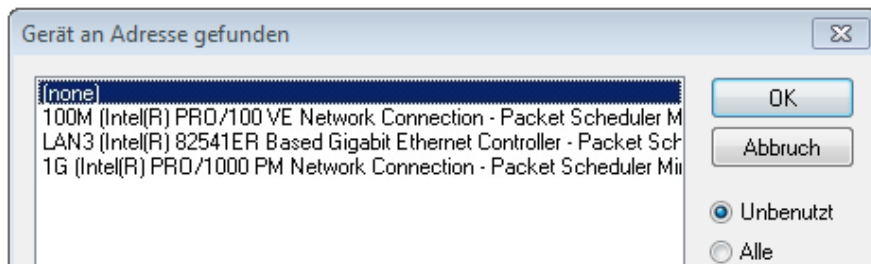 Gerät an Adresse gefunden
(none)
100M (Intel(R) PRO/100 VE Network Connection - Packet Scheduler M
LAN3 (Intel(R) 82541ER Based Gigabit Ethernet Controller - Packet Sch
1G (Intel(R) PRO/1000 PM Network Connection - Packet Scheduler Mi
OK
Abbruch
Unbenutzt
Alle